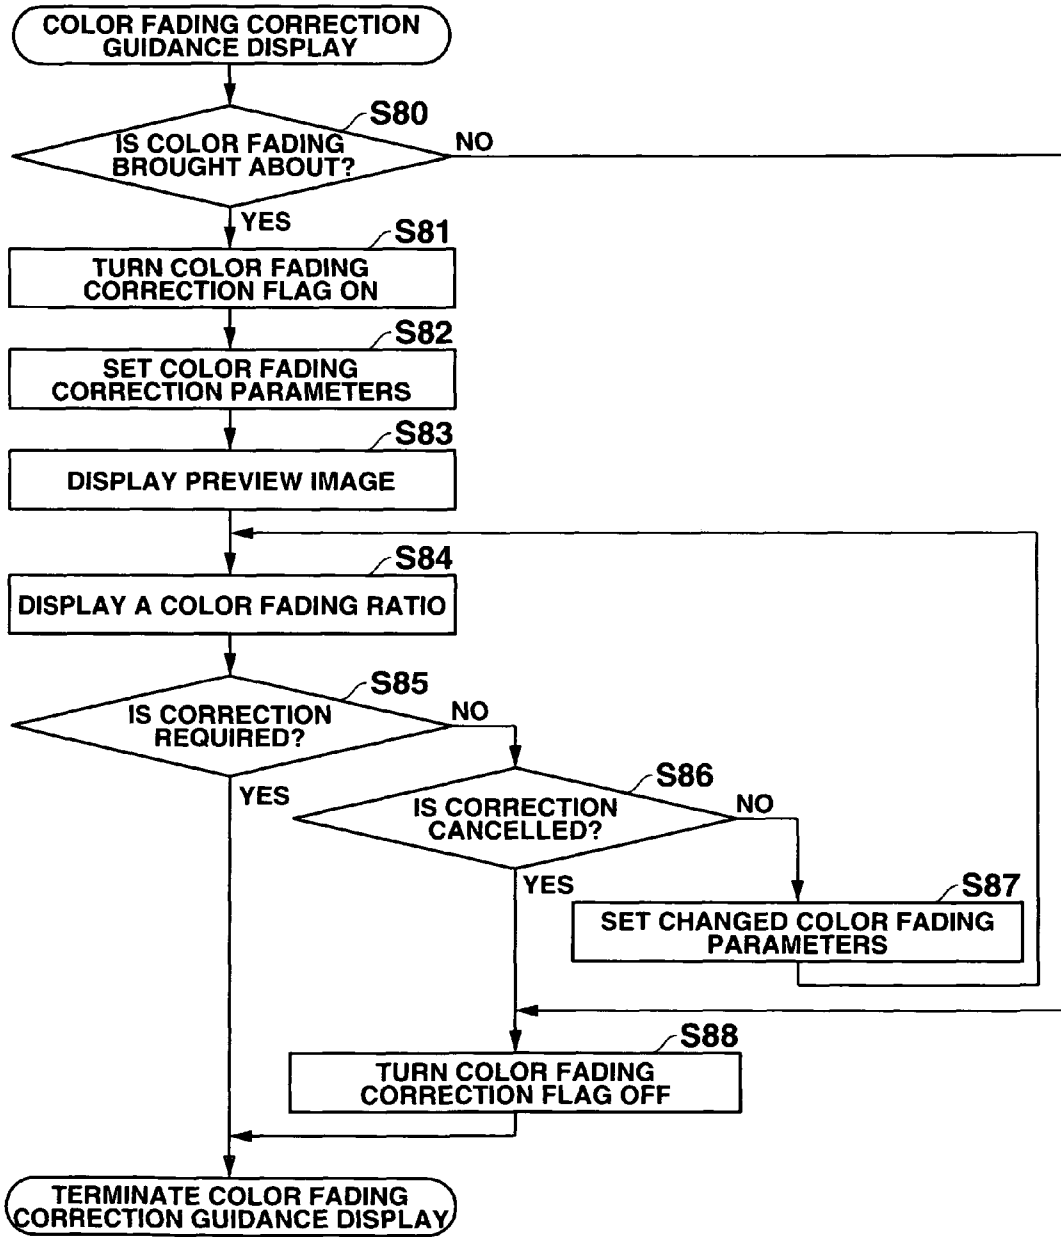 COLOR FADING CORRECTION
GUIDANCE DISPLAY
S80
IS COLOR FADING
BROUGHT ABOUT?
NO
YES
S81
TURN COLOR FADING
CORRECTION FLAG ON
S82
SET COLOR FADING
CORRECTION PARAMETERS
S83
DISPLAY PREVIEW IMAGE
S84
DISPLAY A COLOR FADING RATIO
S85
IS CORRECTION
REQUIRED?
NO
YES
S86
IS CORRECTION
CANCELLED?
NO
YES
S87
SET CHANGED COLOR FADING
PARAMETERS
S88
TURN COLOR FADING
CORRECTION FLAG OFF
TERMINATE COLOR FADING
CORRECTION GUIDANCE DISPLAY